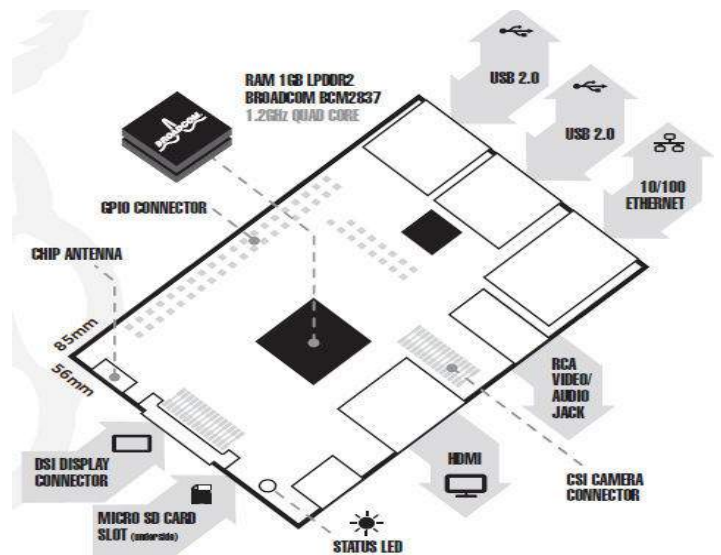 USB 2.0
RAM 1GB LPDDR2
BROADCOM BCM2837
1.2GHz QUAD CORE
BROADCOM
USB 2.0
10/100
ETHERNET
GPIO CONNECTOR
CHIP ANTENNA
85mm
56mm
RCA
VIDEO/
AUDIO
JACK
DSI DISPLAY
CONNECTOR
HDMI
CSI CAMERA
CONNECTOR
MICRO SD CARD
SLOT (underside)
STATUS LED